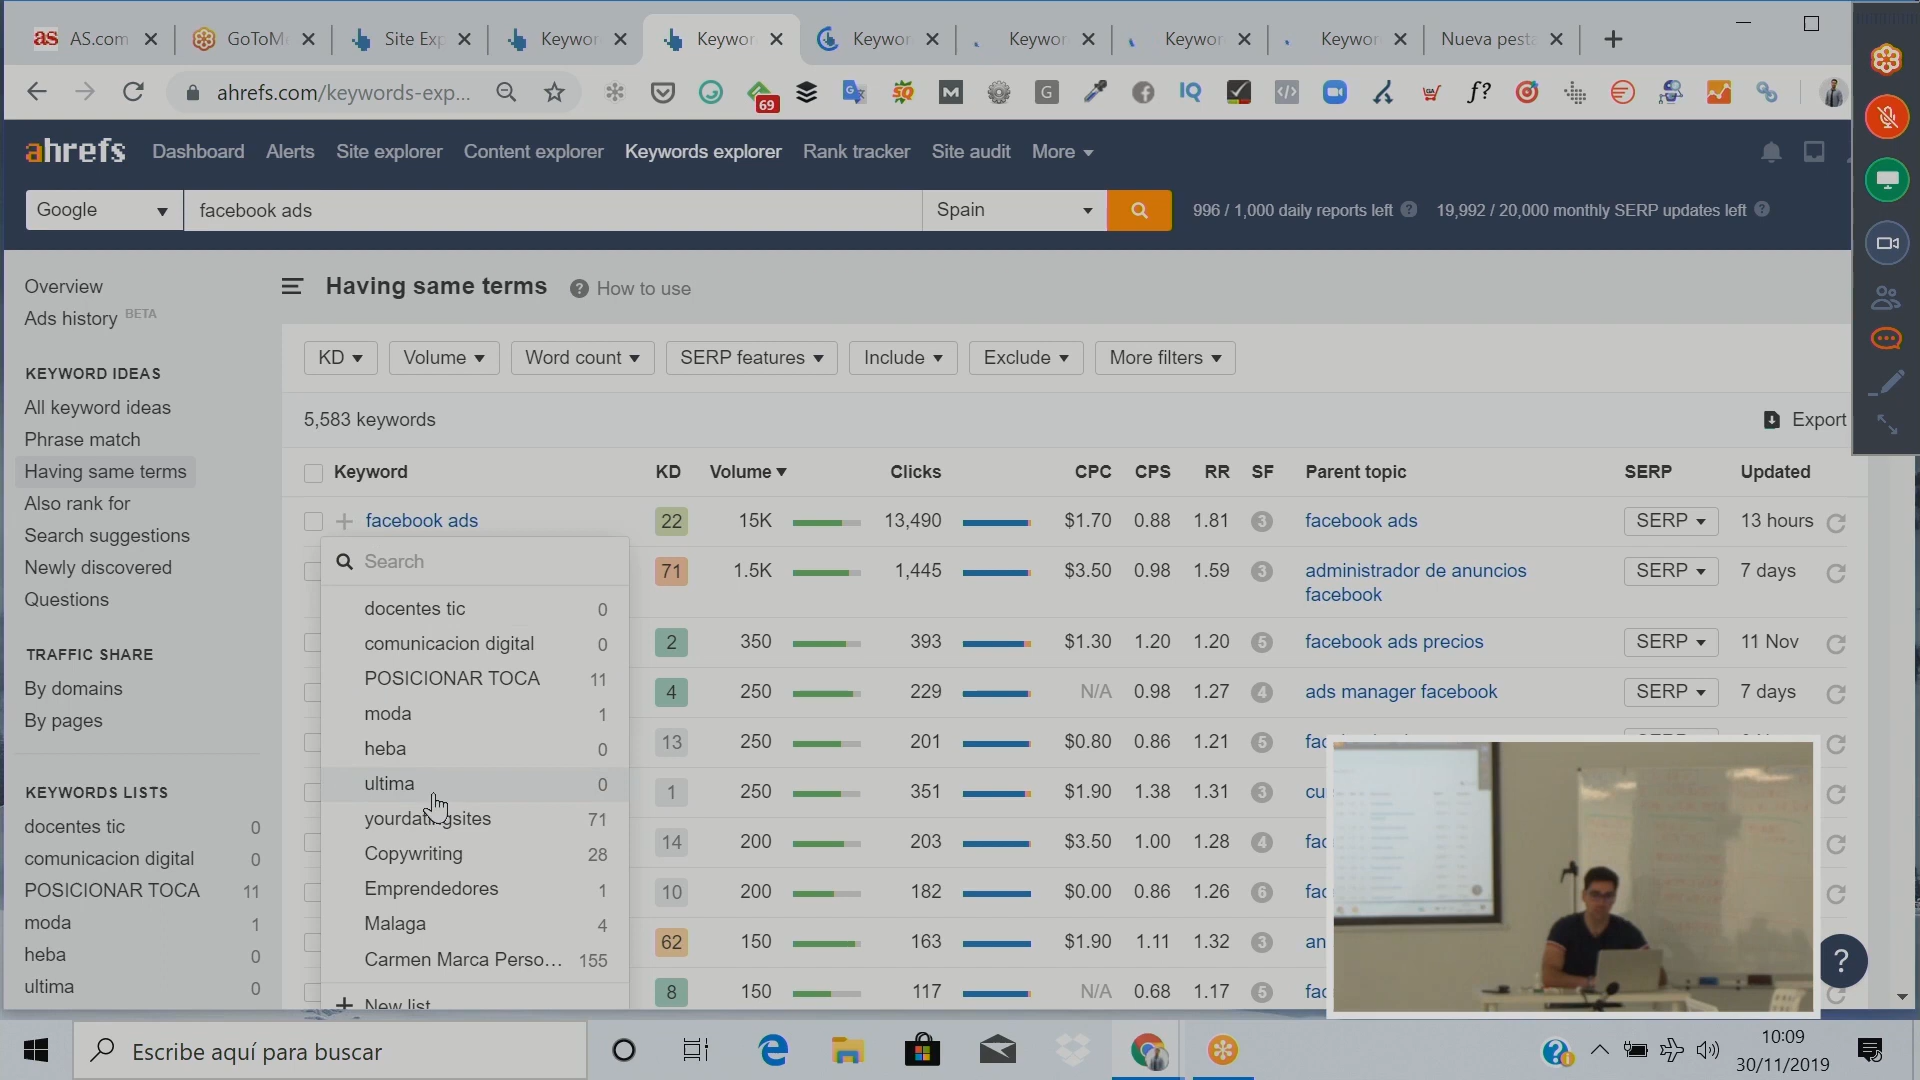 as AS.com
GoToM
Site Exp
Keywor
Keywor
Keywor
Keywor
Keywor
Keywor
Nueva pest
ahrefs.com/keywords-exp...
69
ahrefs
Dashboard Alerts Site explorer Content explorer Keywords explorer Rank tracker Site audit More
Google facebook ads Spain 996 / 1,000 daily reports left ? 19,992 / 20,000 monthly SERP updates left ?
Overview
Ads history BETA
KEYWORD IDEAS
All keyword ideas
Phrase match
Having same terms
Also rank for
Search suggestions
Newly discovered
Questions
TRAFFIC SHARE
By domains
By pages
KEYWORDS LISTS
docentes tic 0
comunicacion digital 0
POSICIONAR TOCA 11
moda 1
heba 0
ultima 0
Having same terms ? How to use
KD Volume Word count SERP features Include Exclude More filters
5,583 keywords Export
Keyword KD Volume Clicks CPC CPS RR SF Parent topic SERP Updated
facebook ads 22 15K 13,490 $1.70 0.88 1.81 3 facebook ads SERP 13 hours
71 1.5K 1,445 $3.50 0.98 1.59 3 administrador de anuncios SERP 7 days
facebook
2 350 393 $1.30 1.20 1.20 5 facebook ads precios SERP 11 Nov
4 250 229 N/A 0.98 1.27 4 ads manager facebook SERP 7 days
13 250 201 $0.80 0.86 1.21 5
1 250 351 $1.90 1.38 1.31 3
14 200 203 $3.50 1.00 1.28 4
10 200 182 $0.00 0.86 1.26 6
62 150 163 $1.90 1.11 1.32 3
8 150 117 N/A 0.68 1.17 5
Search
docentes tic 0
comunicacion digital 0
POSICIONAR TOCA 11
moda 1
heba 0
ultima 0
yourdatingsites 71
Copywriting 28
Emprendedores 1
Malaga 4
Carmen Marca Perso... 155
New list
?
Escribe aquí para buscar
10:09
30/11/2019